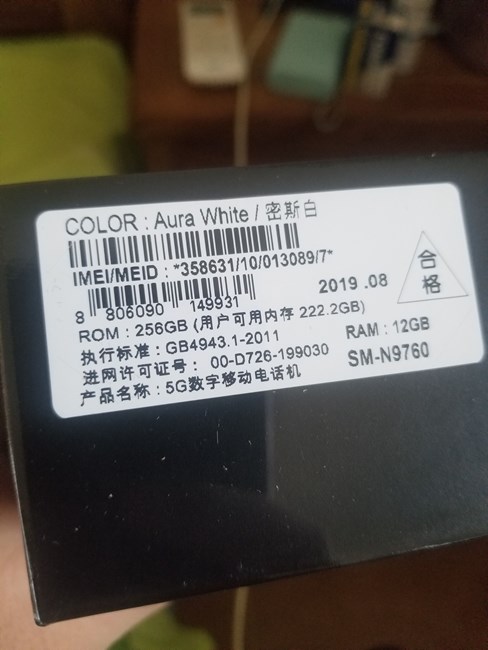 COLOR : Aura White / 密斯白
IMEI/MEID : *358631/10/013089/7*
8 806090 149931
2019 .08
合格
ROM : 256GB (用户可用内存 222.2GB)
执行标准 : GB4943.1-2011
RAM : 12GB
进网许可证号 : 00-D726-199030
SM-N9760
产品名称 : 5G数字移动电话机